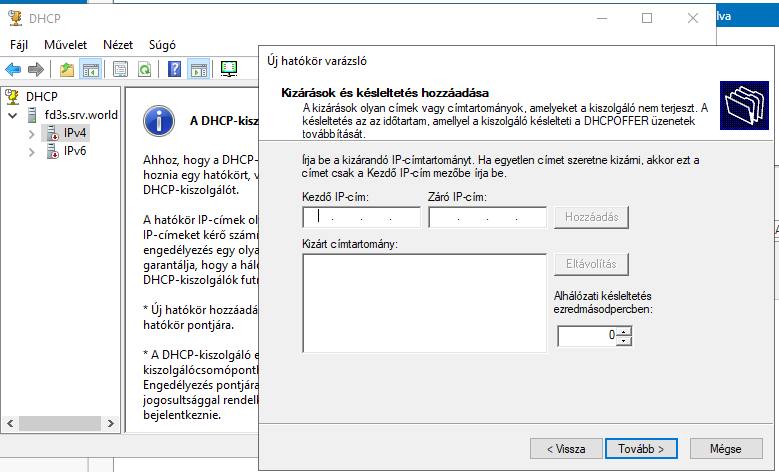 DHCP
lva
Fájl Művelet Nézet Súgó
DHCP
fd3s.srv.world
IPv4
IPv6
A DHCP-kisz
Ahhoz, hogy a DHCP-
hoznia egy hatókört, v
DHCP-kiszolgálót.
A hatókör IP-címek ol
IP-címeket kérő szám
engedélyezés egy olya
garantálja, hogy a háló
DHCP-kiszolgálók futn
* Új hatókör hozzáadá
hatókör pontjára.
* A DHCP-kiszolgáló e
kiszolgálócsomópont
Engedélyezés pontjára
jogosultsággal rendelk
bejelentkeznie.
Új hatókör varázsló
Kizárások és késleltetés hozzáadása
A kizárások olyan címek vagy címtartományok, amelyeket a kiszolgáló nem terjeszt. A
késleltetés az az időtartam, amellyel a kiszolgáló késlelteti a DHCPOFFER üzenetek
továbbítását.
Írja be a kizárandó IP-címtartományt. Ha egyetlen címet szeretne kizárni, akkor ezt a
címet csak a Kezdő IP-cím mezőbe írja be.
Kezdő IP-cím: Záró IP-cím:
. . . . . . Hozzáadás
Kizárt címtartomány:
Eltávolítás
Alhálózati késleltetés
ezredmásodpercben:
0
< Vissza Tovább > Mégse